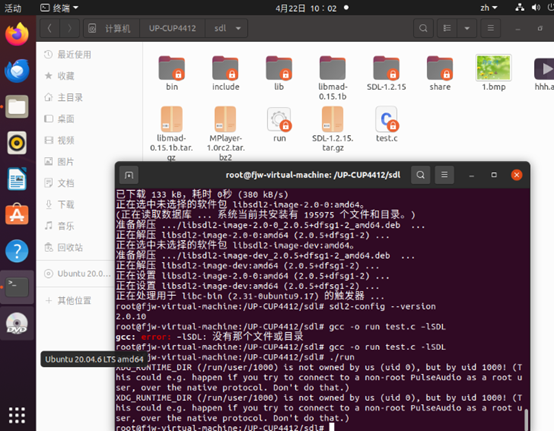 活动
终端
4月22日 10：02
zh
计算机
UP-CUP4412
sdl
最近使用
收藏
主目录
桌面
视频
图片
文档
下载
音乐
回收站
Ubuntu 20.0...
其他位置
bin
include
lib
libmad-0.15.1b
SDL-1.2.15
share
1.bmp
hhh.a
libmad-0.15.1b.tar.gz
MPlayer-1.0rc2.tar.bz2
run
SDL-1.2.15.tar.gz
test.c
Ubuntu 20.04.6 LTS amd64
root@fjw-virtual-machine: /UP-CUP4412/sdl
已下载 133 kB，耗时 0秒 (380 kB/s)
正在选中未选择的软件包 libsdl2-image-2.0-0:amd64。
(正在读取数据库 ... 系统当前共安装有 195975 个文件和目录。)
准备解压 .../libsdl2-image-2.0-0_2.0.5+dfsg1-2_amd64.deb ...
正在解压 libsdl2-image-2.0-0:amd64 (2.0.5+dfsg1-2) ...
正在选中未选择的软件包 libsdl2-image-dev:amd64。
准备解压 .../libsdl2-image-dev_2.0.5+dfsg1-2_amd64.deb ...
正在解压 libsdl2-image-dev:amd64 (2.0.5+dfsg1-2) ...
正在设置 libsdl2-image-2.0-0:amd64 (2.0.5+dfsg1-2) ...
正在设置 libsdl2-image-dev:amd64 (2.0.5+dfsg1-2) ...
正在处理用于 libc-bin (2.31-0ubuntu9.17) 的触发器 ...
root@fjw-virtual-machine:/UP-CUP4412/sdl# sdl2-config --version
2.0.10
root@fjw-virtual-machine:/UP-CUP4412/sdl# gcc -o run test.c -lSDL
gcc: error: -lSDL: 没有那个文件或目录
root@fjw-virtual-machine:/UP-CUP4412/sdl# gcc -o run test.c -lSDL
root@fjw-virtual-machine:/UP-CUP4412/sdl# ./run
XDG_RUNTIME_DIR (/run/user/1000) is not owned by us (uid 0), but by uid 1000! (T
his could e.g. happen if you try to connect to a non-root PulseAudio as a root u
ser, over the native protocol. Don't do that.)
XDG_RUNTIME_DIR (/run/user/1000) is not owned by us (uid 0), but by uid 1000! (T
his could e.g. happen if you try to connect to a non-root PulseAudio as a root u
ser, over the native protocol. Don't do that.)
root@fjw-virtual-machine:/UP-CUP4412/sdl#